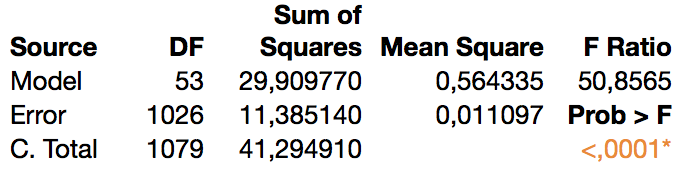 Sum of
Source DF Squares Mean Square F Ratio
Model 53 29,909770 0,564335 50,8565
Error 1026 11,385140 0,011097 Prob > F
C. Total 1079 41,294910 <,0001*